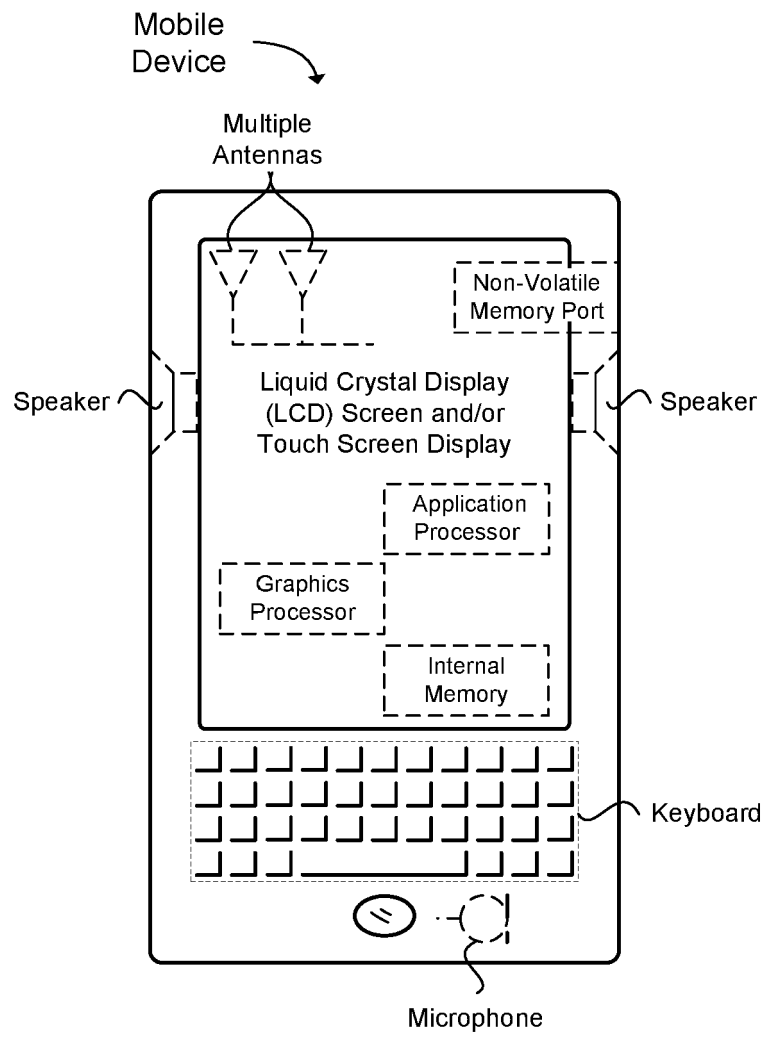 Mobile
Device
Multiple
Antennas
Non-Volatile
Memory Port
Liquid Crystal Display
(LCD) Screen and/or
Touch Screen Display
Speaker
Speaker
Application
Processor
Graphics
Processor
Internal
Memory
Keyboard
Microphone